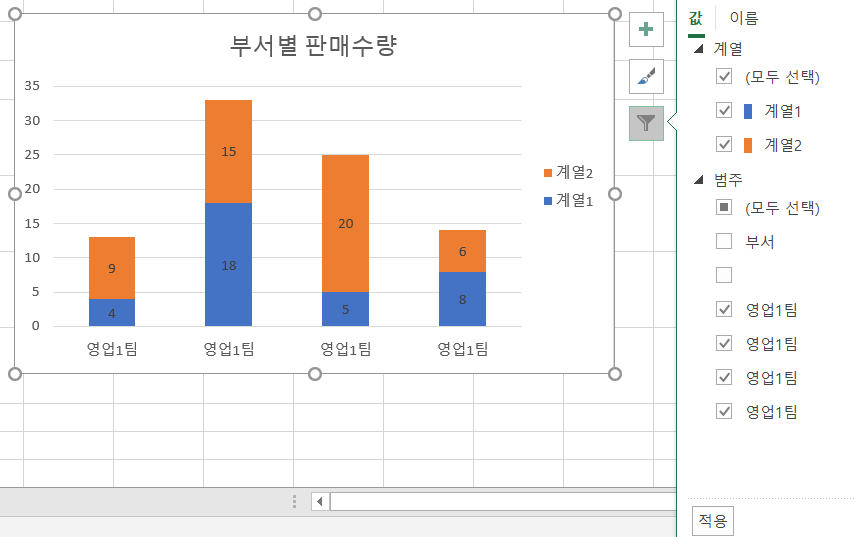 부서별 판매수량
35
30
25
20
15
10
5
0
9
4
15
18
20
5
6
8
영업1팀 영업1팀 영업1팀 영업1팀
계열2
계열1
값 이름
계열
(모두 선택)
계열1
계열2
범주
(모두 선택)
부서
영업1팀
영업1팀
영업1팀
영업1팀
적용